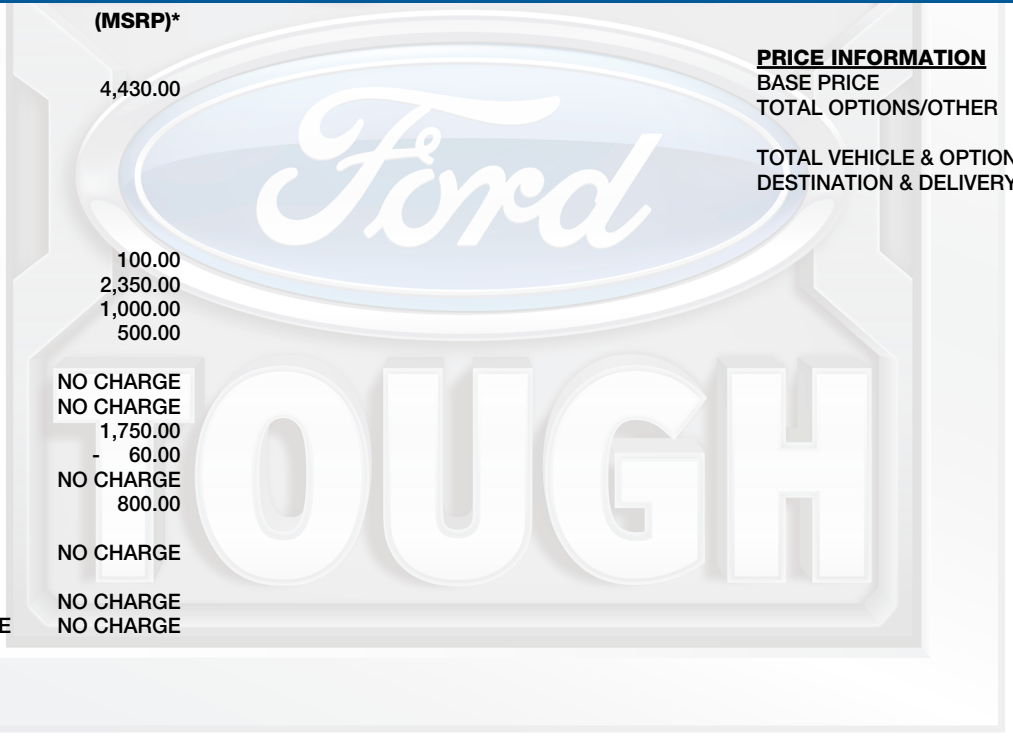 (MSRP)*
4,430.00
100.00
2,350.00
1,000.00
500.00
NO CHARGE
NO CHARGE
1,750.00
- 60.00
NO CHARGE
800.00
NO CHARGE
NO CHARGE
E NO CHARGE
PRICE INFORMATION
BASE PRICE
TOTAL OPTIONS/OTHER
TOTAL VEHICLE & OPTION
DESTINATION & DELIVERY
Ford
TOUGH